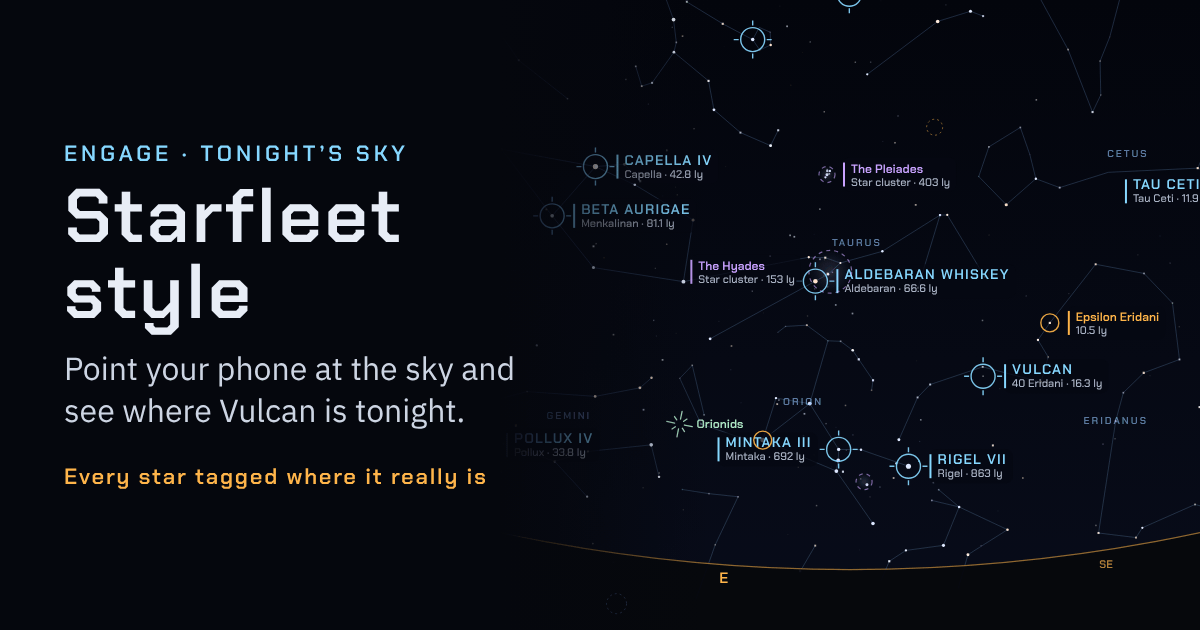 ENGAGE · TONIGHT'S SKY
Starfleet
style
Point your phone at the sky and
see where Vulcan is tonight.
Every star tagged where it really is
CETUS
CAPELLA IV
Capella · 42.8 ly
The Pleiades
Star cluster · 403 ly
TAU CETI
Tau Ceti · 11.9
BETA AURIGAE
Menkalinan · 81.1 ly
TAURUS
The Hyades
Star cluster · 153 ly
ALDEBARAN WHISKEY
Aldebaran · 66.6 ly
Epsilon Eridani
10.5 ly
VULCAN
40 Eridani · 16.3 ly
ORION
GEMINI
Orionids
ERIDANUS
POLLUX IV
Pollux · 33.8 ly
MINTAKA III
Mintaka · 692 ly
RIGEL VII
Rigel · 863 ly
SE
E